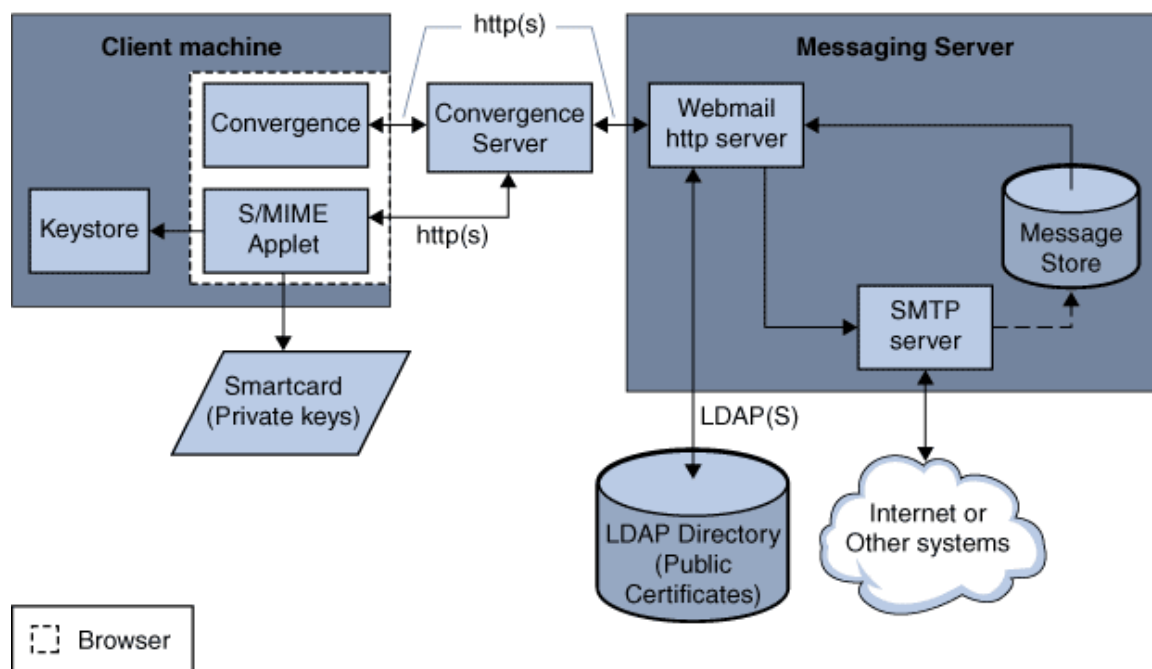 http(s)
Client machine
Messaging Server
Convergence
Convergence
Server
Webmail
http server
Keystore
S/MIME
Applet
http(s)
Message
Store
SMTP
server
Smartcard
(Private keys)
LDAP(S)
LDAP Directory
(Public
Certificates)
Internet or
Other systems
Browser